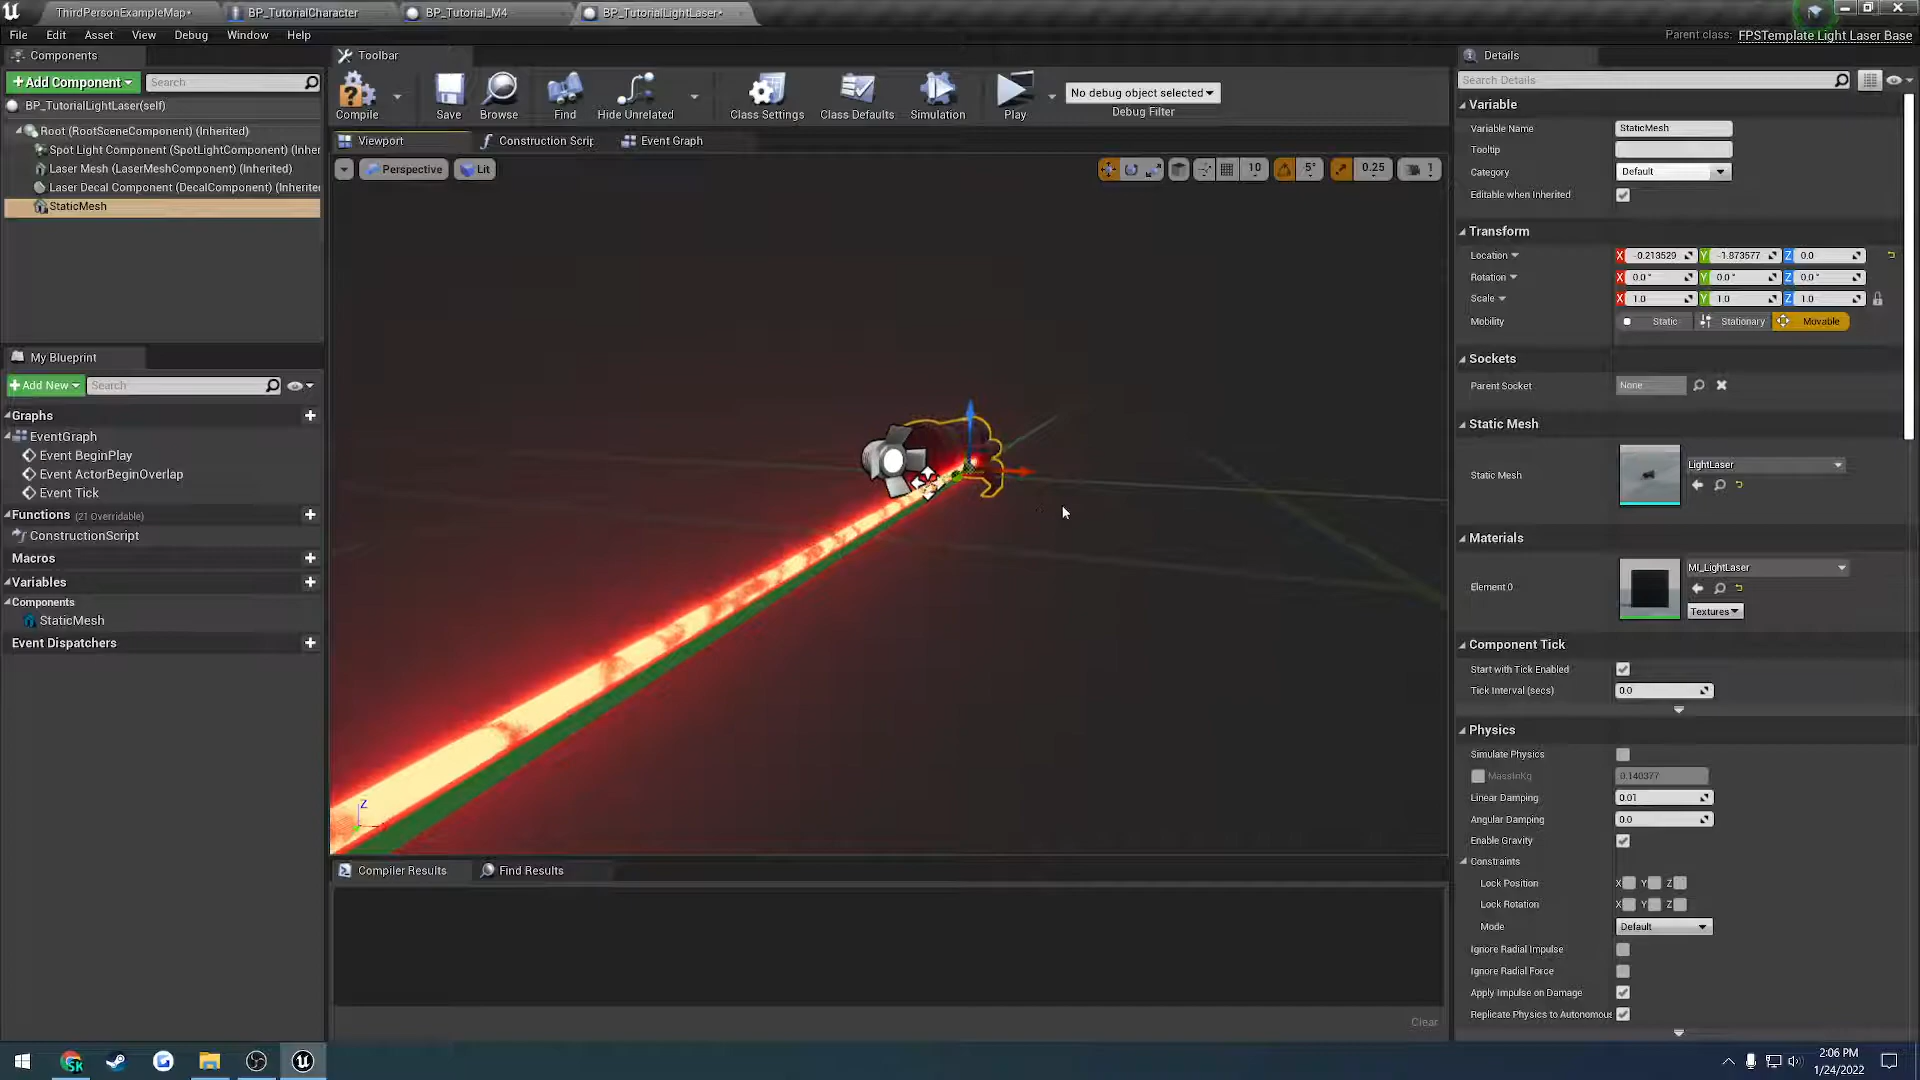 ThirdPersonExampleMap•
BP_TutorialCharacter
BP_Tutorial_M4
BP_TutorialLightLaser•
File
Edit
Asset
View
Debug
Window
Help
Parent class: FPSTemplate Light Laser Base
Components
+Add Component
Search
BP_TutorialLightLaser(self)
Root (RootSceneComponent) (Inherited)
Spot Light Component (SpotLightComponent) (Inher
Laser Mesh (LaserMeshComponent) (Inherited)
Laser Decal Component (DecalComponent) (Inherite
StaticMesh
My Blueprint
+Add New
Search
Graphs
EventGraph
Event BeginPlay
Event ActorBeginOverlap
Event Tick
Functions (21 Overridable)
ConstructionScript
Macros
Variables
Components
StaticMesh
Event Dispatchers
Toolbar
Compile
Save
Browse
Find
Hide Unrelated
Class Settings
Class Defaults
Simulation
Play
No debug object selected
Debug Filter
Viewport
Construction Scrip
Event Graph
Perspective
Lit
10
5°
0.25
1
Z
Compiler Results
Find Results
Clear
Details
Search Details
Variable
Variable Name
StaticMesh
Tooltip
Category
Default
Editable when Inherited
Transform
Location
X -0.213529
Y -1.873577
Z 0.0
Rotation
X 0.0 °
Y 0.0 °
Z 0.0 °
Scale
X 1.0
Y 1.0
Z 1.0
Mobility
Static
Stationary
Movable
Sockets
Parent Socket
None
Static Mesh
Static Mesh
LightLaser
Materials
Element 0
MI_LightLaser
Textures
Component Tick
Start with Tick Enabled
Tick Interval (secs)
0.0
Physics
Simulate Physics
MassInKg
0.140377
Linear Damping
0.01
Angular Damping
0.0
Enable Gravity
Constraints
Lock Position
X Y Z
Lock Rotation
X Y Z
Mode
Default
Ignore Radial Impulse
Ignore Radial Force
Apply Impulse on Damage
Replicate Physics to Autonomous
2:06 PM
1/24/2022